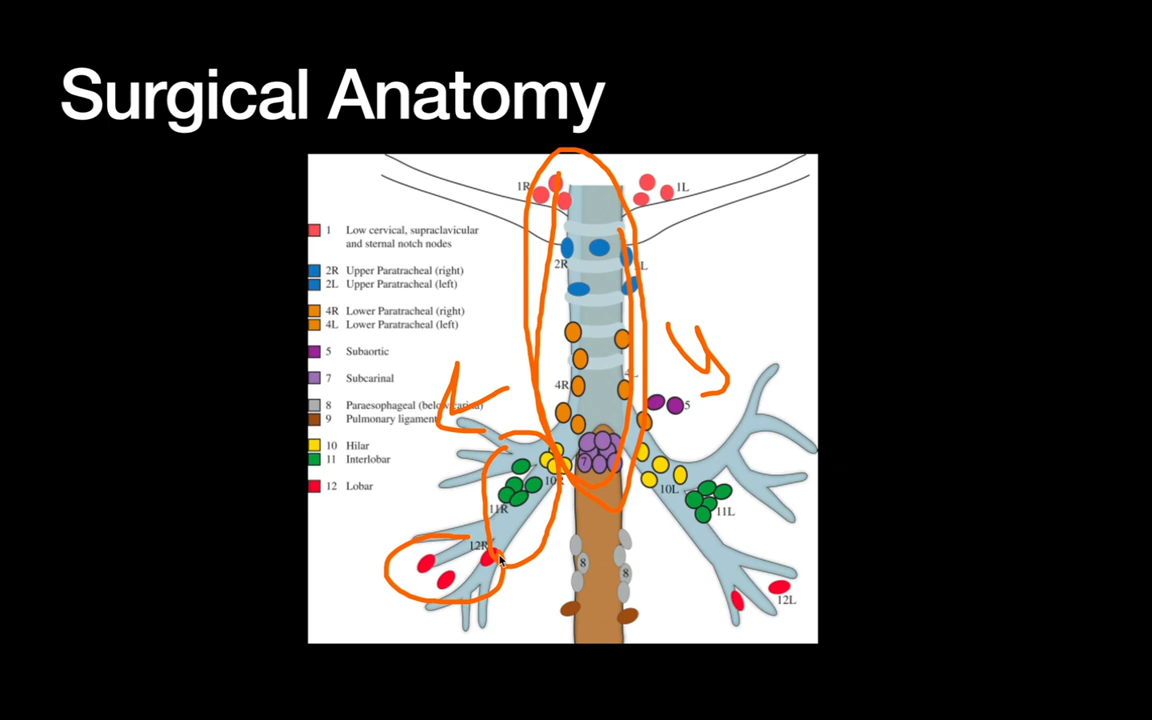 Surgical Anatomy
1R
1L
1 Low cervical, supraclavicular
and sternal notch nodes
2R Upper Paratracheal (right)
2L Upper Paratracheal (left)
2R
L
4R Lower Paratracheal (right)
4L Lower Paratracheal (left)
5 Subaortic
7 Subcarinal
4R
5
8 Paraesophageal (below carina)
9 Pulmonary ligament
10 Hilar
11 Interlobar
12 Lobar
7
10R
10L
11R
11L
12R
8
8
12L